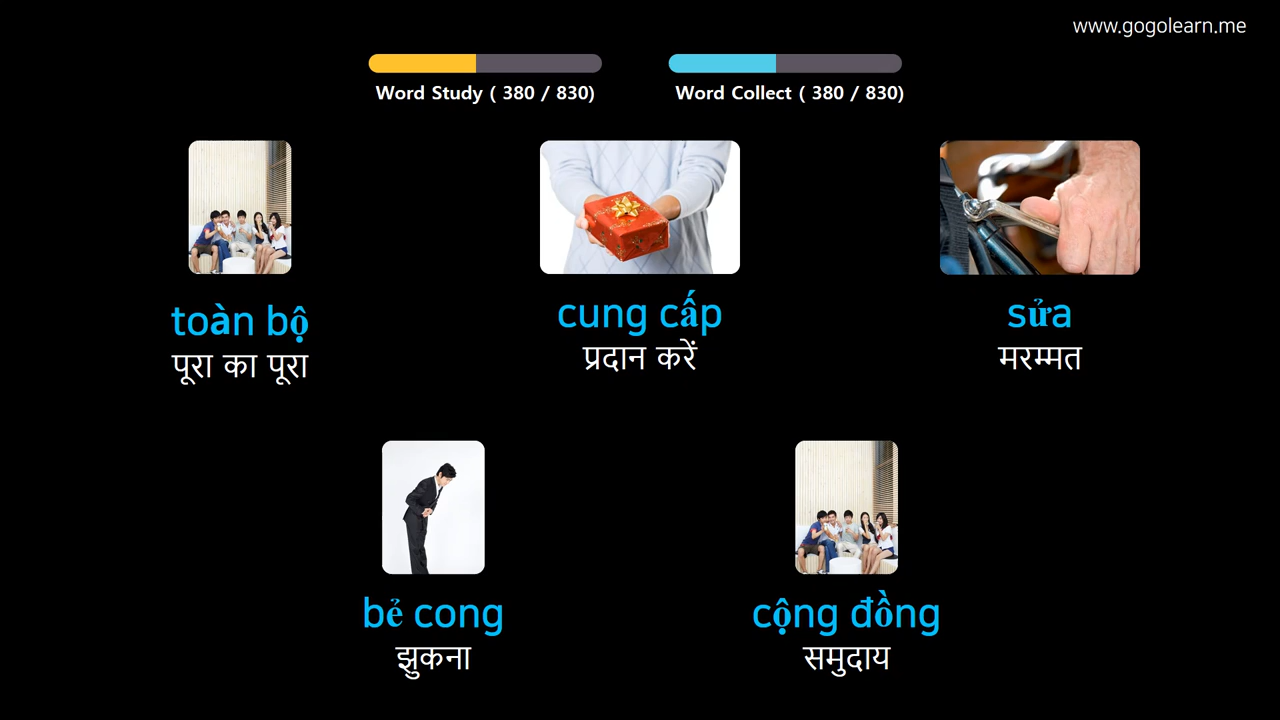 www.gogolearn.me
Word Study ( 380 / 830)
Word Collect ( 380 / 830)
toàn bộ
पूरा का पूरा
cung cấp
प्रदान करें
sửa
मरम्मत
bẻ cong
झुकना
cộng đồng
समुदाय